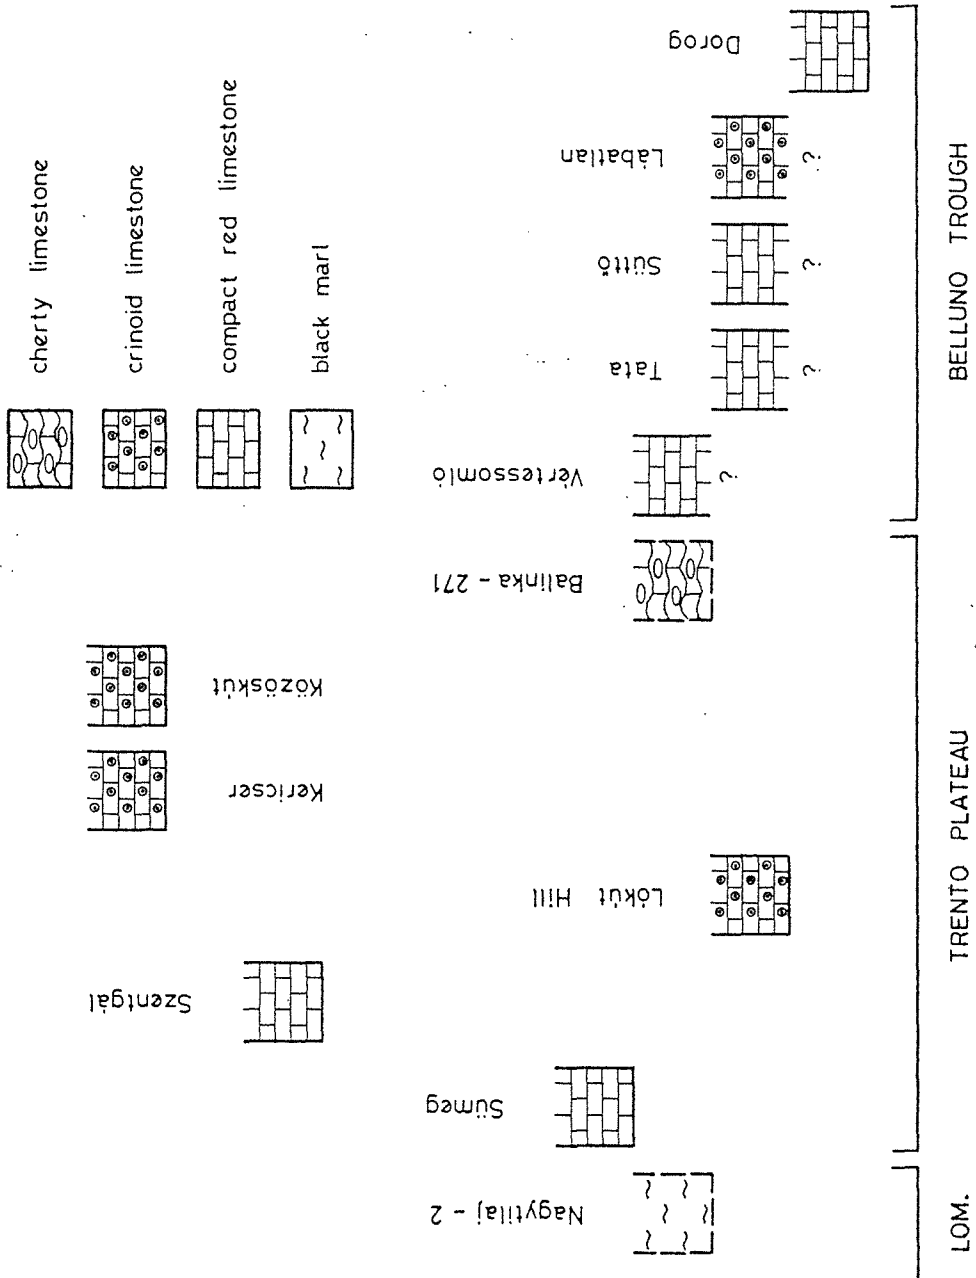 cherty limestone
crinoid limestone
compact red limestone
black marl
Dorog
Lábatlan
?
Süttő
?
Tata
?
Vértessomló
?
Balinka - 271
Közöskút
Kericser
Lókút Hill
Szentgál
Sümeg
Nagytilaj - 2
BELLUNO TROUGH
TRENTO PLATEAU
LOM.